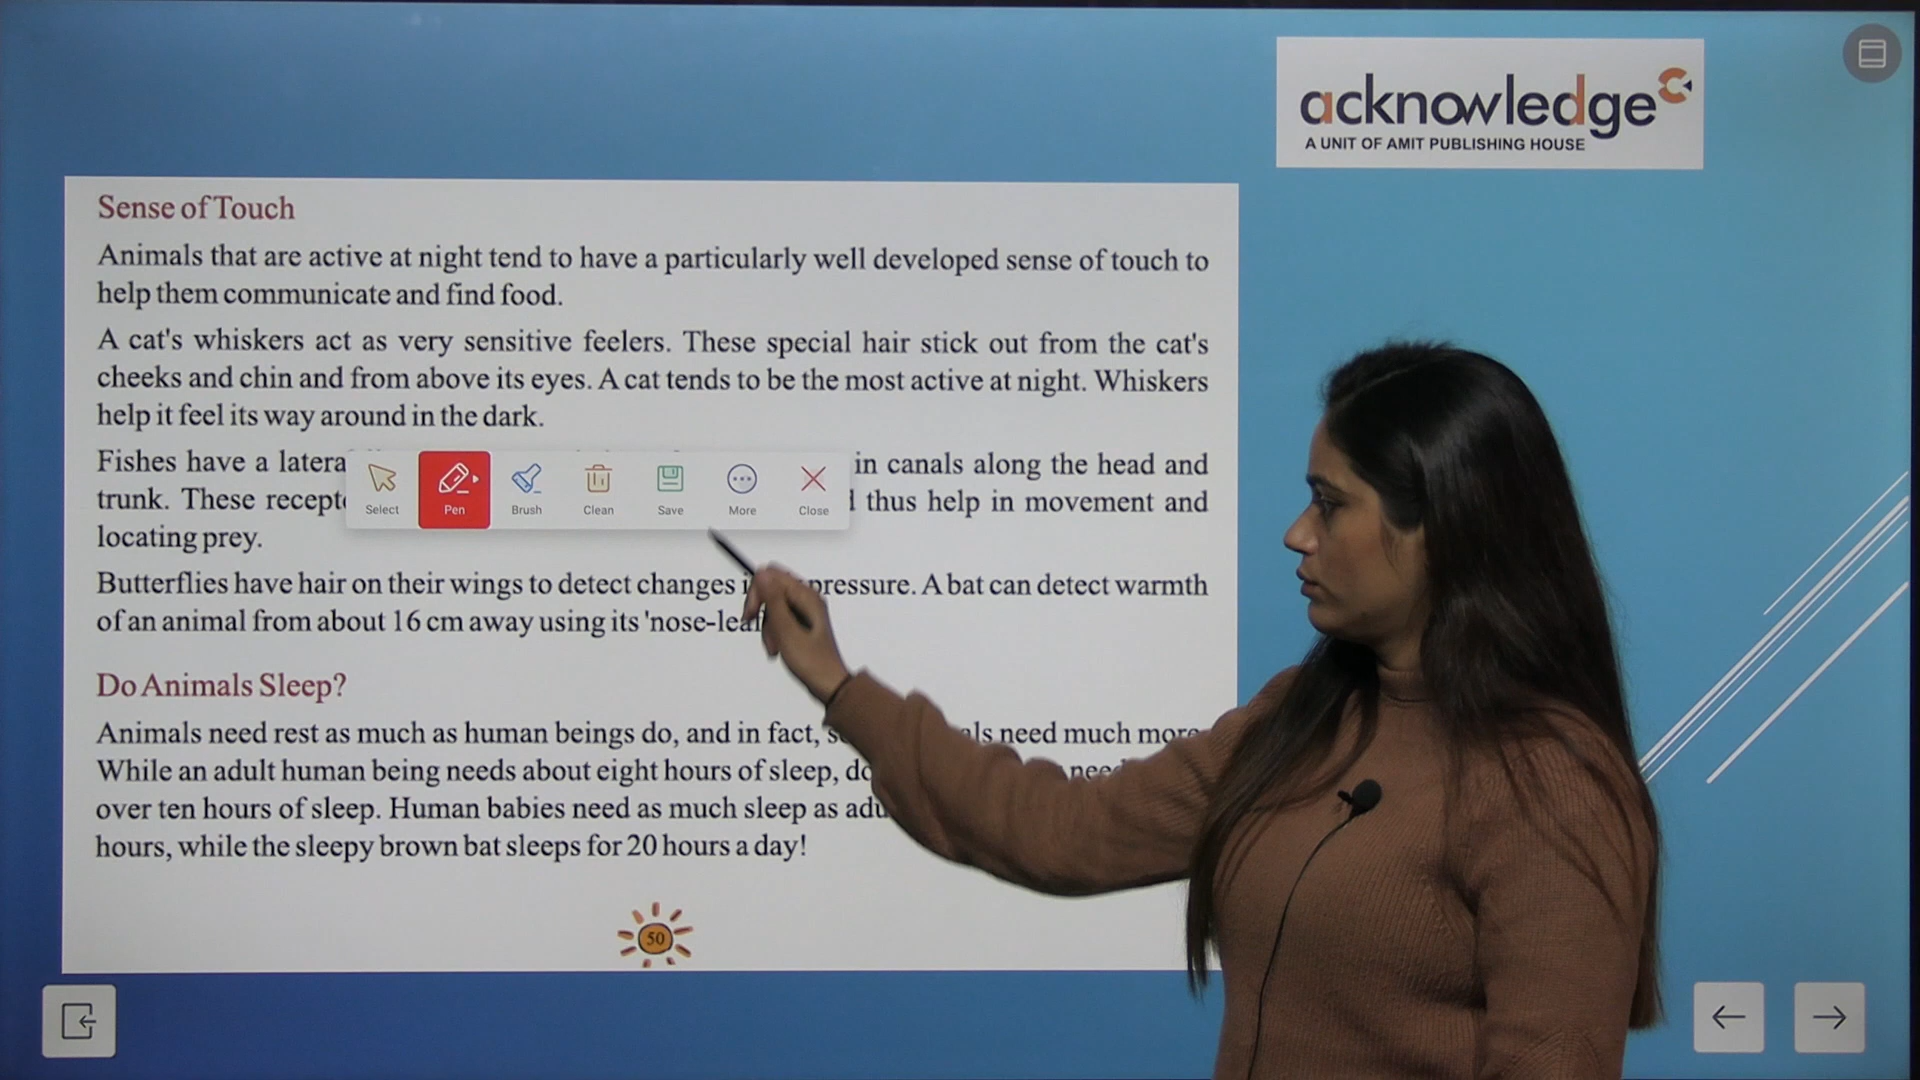 acknowledge
A UNIT OF AMIT PUBLISHING HOUSE
Sense of Touch
Animals that are active at night tend to have a particularly well developed sense of touch to
help them communicate and find food.
A cat's whiskers act as very sensitive feelers. These special hair stick out from the cat's
cheeks and chin and from above its eyes. A cat tends to be the most active at night. Whiskers
help it feel its way around in the dark.
Fishes have a in canals along the head and
trunk. These thus help in movement and
locating prey.
Select Pen Brush Clean Save More Close
Butterflies have hair on their wings to detect changes pressure. A bat can detect warmth
of an animal from about 16 cm away using its 'nose-leaf
Do Animals Sleep?
Animals need rest as much as human beings do, and in fact, need much more.
While an adult human being needs about eight hours of sleep,
over ten hours of sleep. Human babies need as much sleep as
hours, while the sleepy brown bat sleeps for 20 hours a day!
50